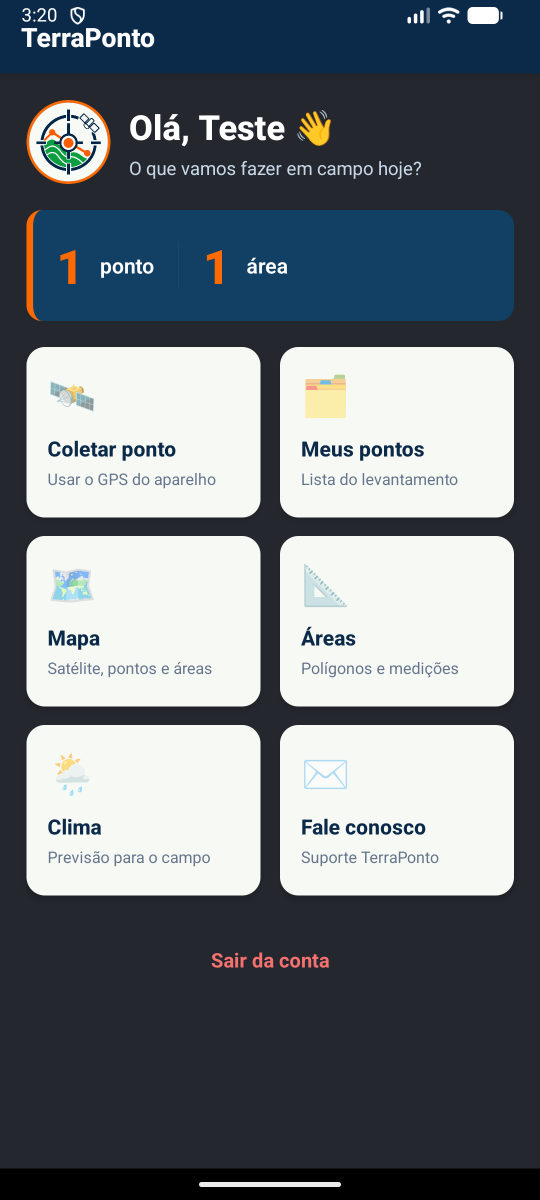 3:20
TerraPonto
Olá, Teste 👋
O que vamos fazer em campo hoje?
1 ponto 1 área
Coletar ponto
Usar o GPS do aparelho
Meus pontos
Lista do levantamento
Mapa
Satélite, pontos e áreas
Áreas
Polígonos e medições
Clima
Previsão para o campo
Fale conosco
Suporte TerraPonto
Sair da conta